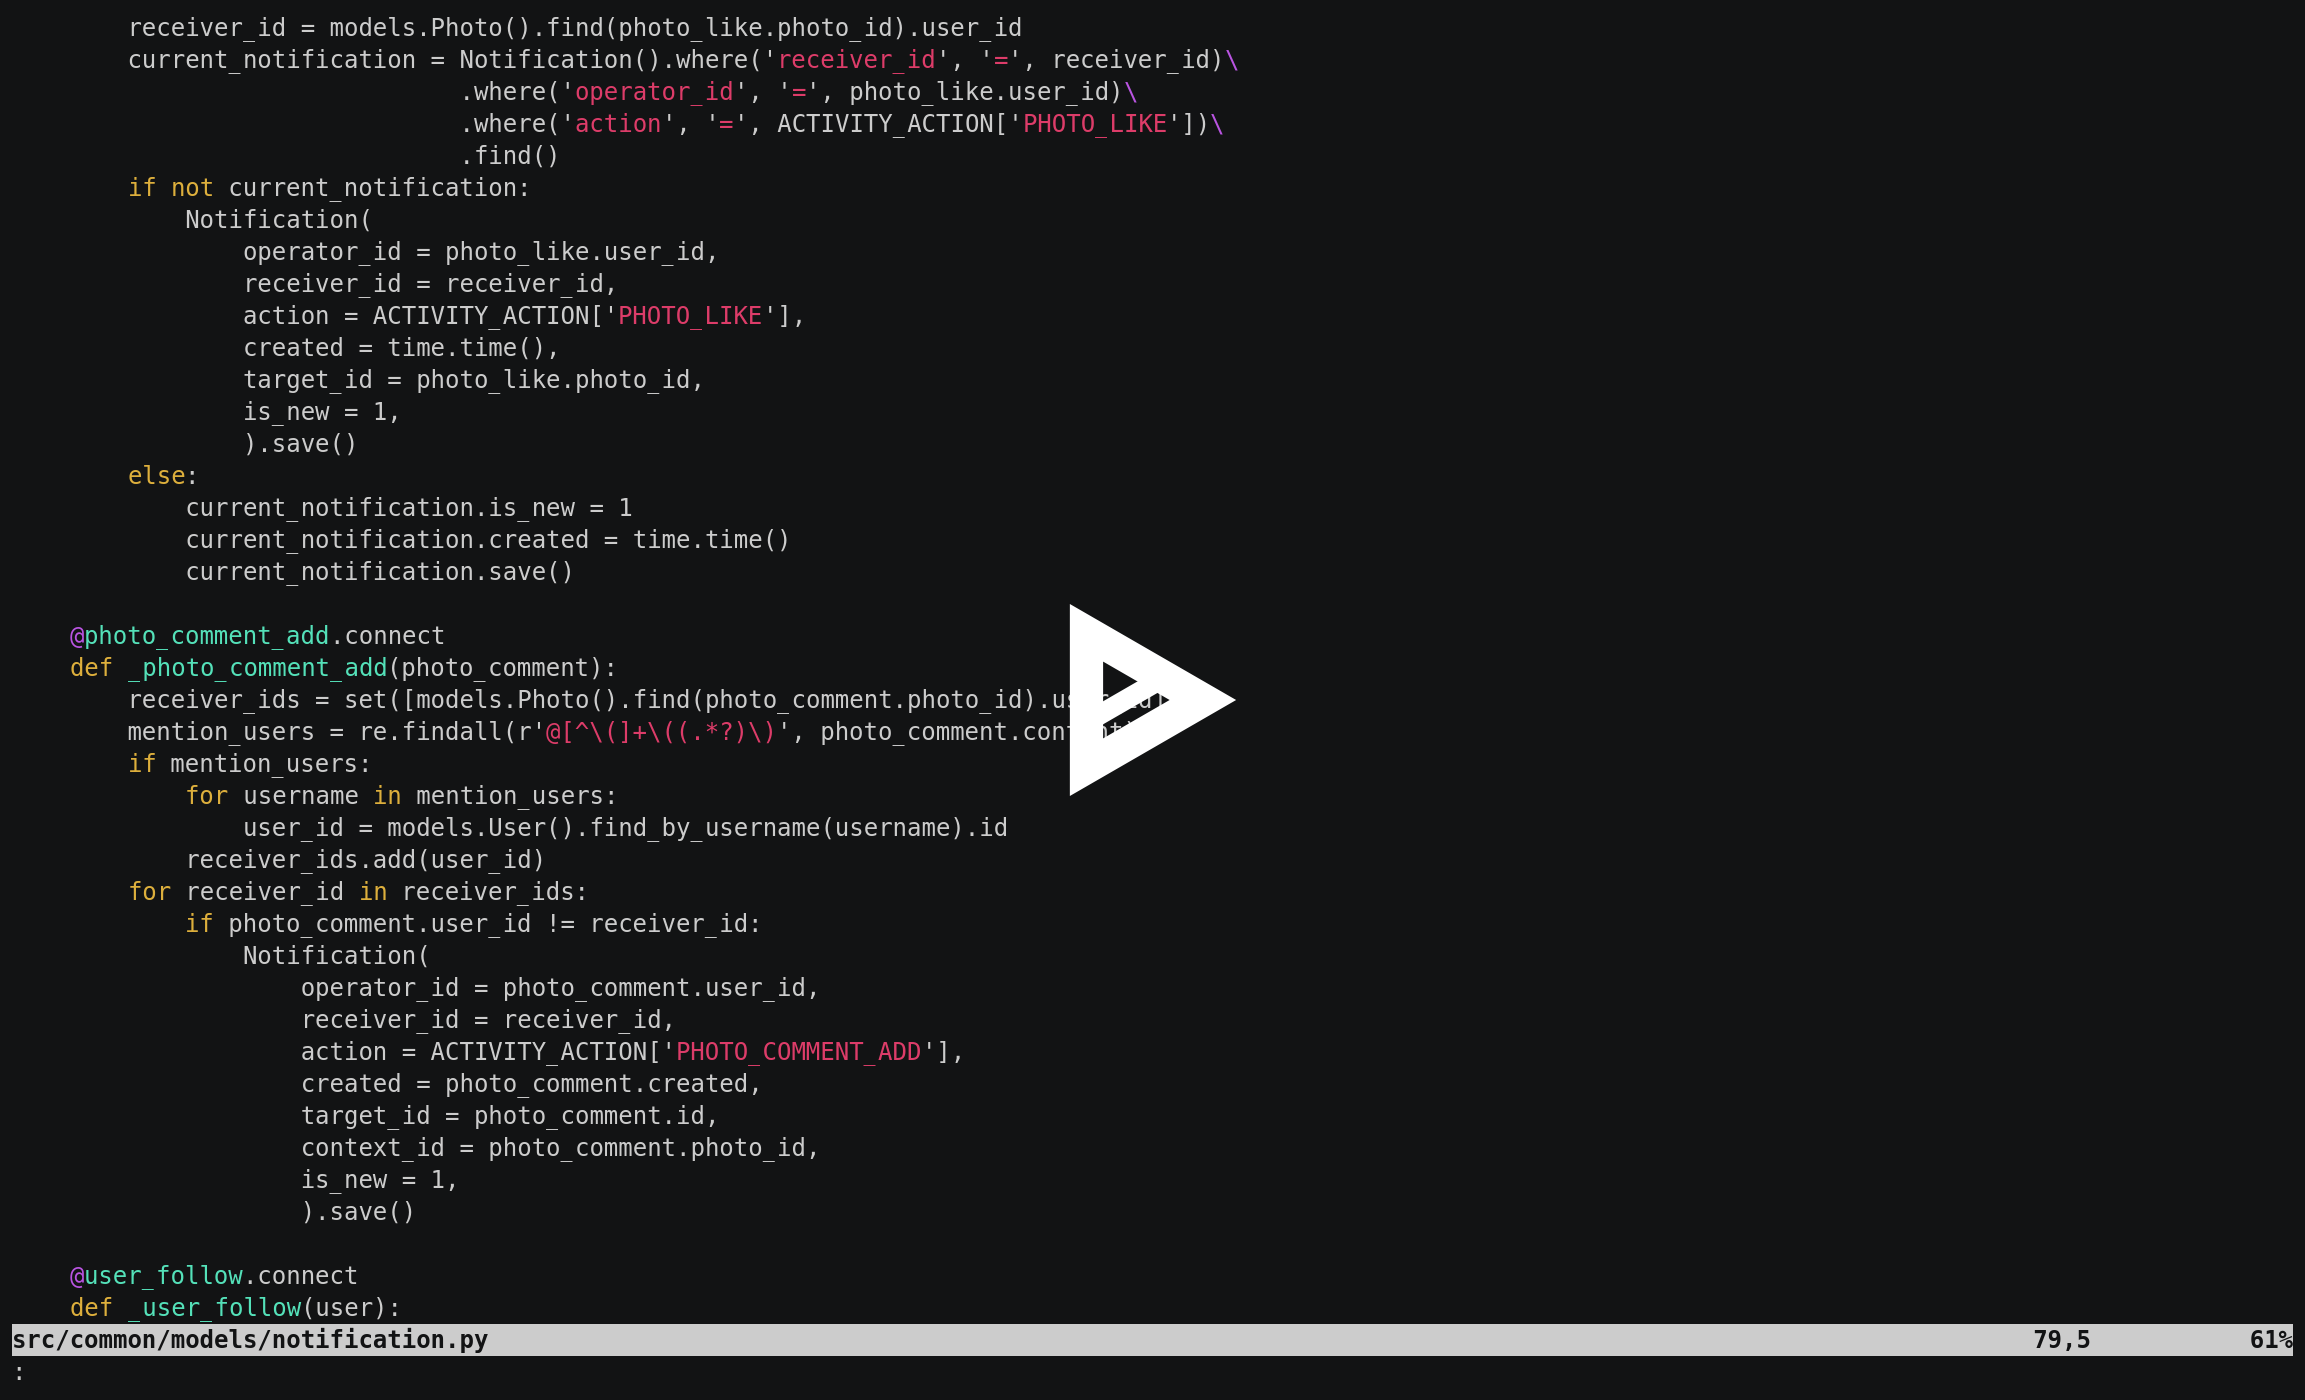 receiver_id = models.Photo().find(photo_like.photo_id).user_id
current_notification = Notification().where('receiver_id', '=', receiver_id)\
.where('operator_id', '=', photo_like.user_id)\
.where('action', '=', ACTIVITY_ACTION['PHOTO_LIKE'])\
.find()
if not current_notification:
Notification(
operator_id = photo_like.user_id,
receiver_id = receiver_id,
action = ACTIVITY_ACTION['PHOTO_LIKE'],
created = time.time(),
target_id = photo_like.photo_id,
is_new = 1,
).save()
else:
current_notification.is_new = 1
current_notification.created = time.time()
current_notification.save()
@photo_comment_add.connect
def _photo_comment_add(photo_comment):
receiver_ids = set([models.Photo().find(photo_comment.photo_id).
mention_users = re.findall(r'@[^\(]+\((.*?)\)', photo_comment.
if mention_users:
for username in mention_users:
user_id = models.User().find_by_username(username).id
receiver_ids.add(user_id)
for receiver_id in receiver_ids:
if photo_comment.user_id != receiver_id:
Notification(
operator_id = photo_comment.user_id,
receiver_id = receiver_id,
action = ACTIVITY_ACTION['PHOTO_COMMENT_ADD'],
created = photo_comment.created,
target_id = photo_comment.id,
context_id = photo_comment.photo_id,
is_new = 1,
).save()
@user_follow.connect
def _user_follow(user):
src/common/models/notification.py 79,5 61%
: